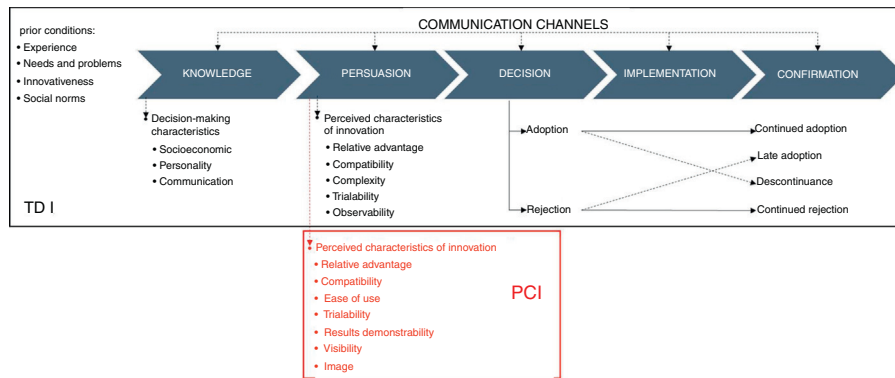 COMMUNICATION CHANNELS
prior conditions:
• Experience
• Needs and problems
• Innovativeness
• Social norms
KNOWLEDGE
PERSUASION
DECISION
IMPLEMENTATION
CONFIRMATION
• Decision-making
characteristics
• Socioeconomic
• Personality
• Communication
• Perceived characteristics
of innovation
• Relative advantage
• Compatibility
• Complexity
• Trialability
• Observability
Adoption
Rejection
Continued adoption
Late adoption
Descontinuance
Continued rejection
TD I
• Perceived characteristics of innovation
• Relative advantage
• Compatibility
• Ease of use
• Trialability
• Results demonstrability
• Visibility
• Image
PCI